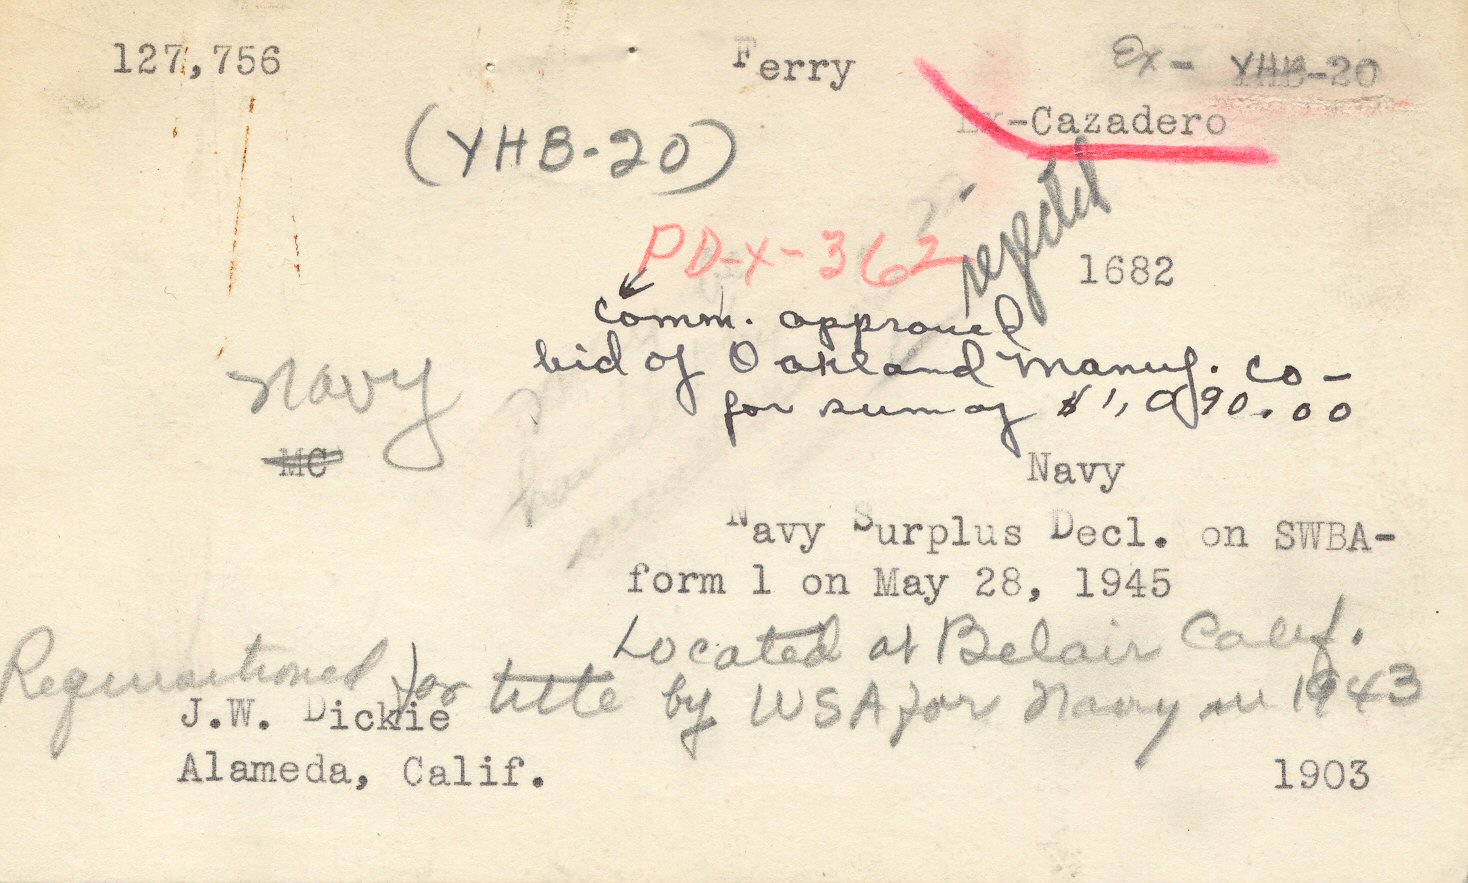 127,756 Ferry Ex- YHB-20
Ex-Cazadero
(YHB-20)
PD-X-362 rejected 1682
Comm. approved
bid of Oakland Manuf. Co-
for sum of $1,090.00
Navy
MC
Navy
Navy Surplus Decl. on SWBA-
form 1 on May 28, 1945
Located at Belair Calif.
Requisitioned for title by WSA for Navy in 1943
J.W. Dickie
Alameda, Calif. 1903